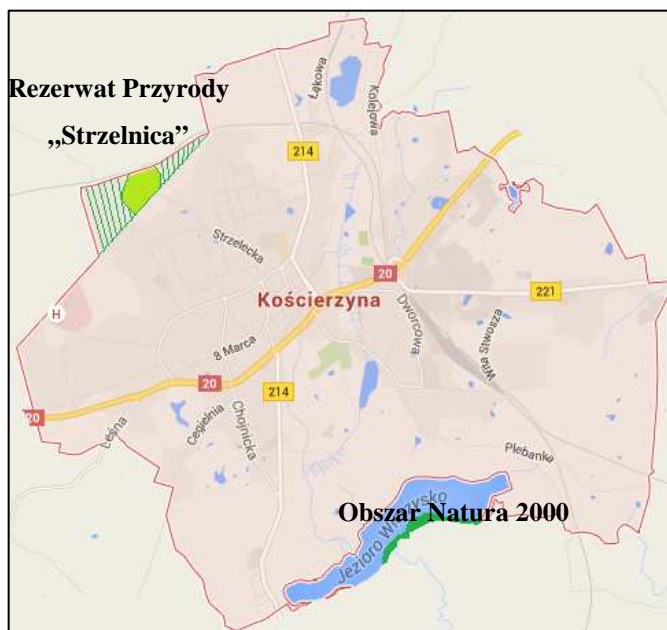 Rezerwat Przyrody
„Strzelnica”
Łąkowa
Kolejowa
214
Strzelecka
20
Kościerzyna
221
Dworcowa
Wita Stwosza
8 Marca
20
214
20
Leśna
Cegielnia
Chojnicka
Plebanka
H
Obszar Natura 2000
Jezioro